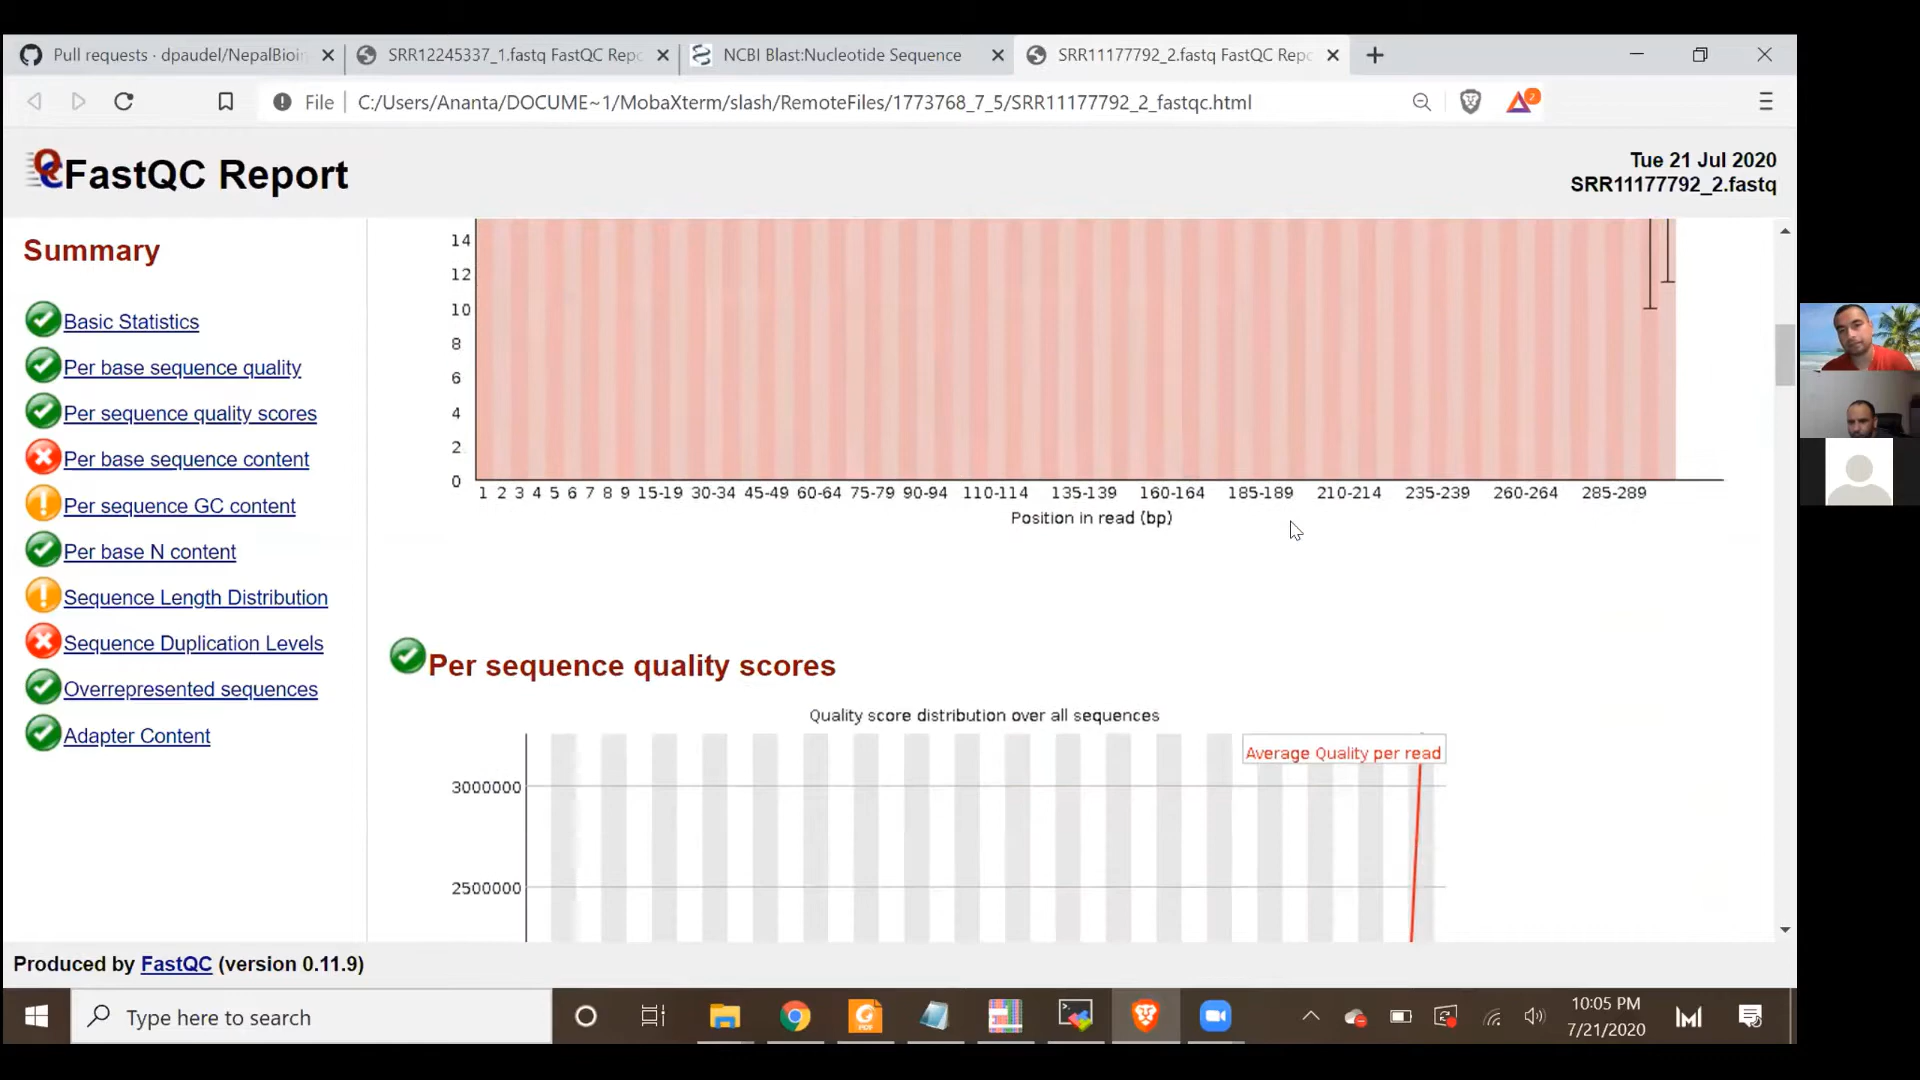 Pull requests · dpaudel/NepalBioin
SRR12245337_1.fastq FastQC Repo
NCBI Blast:Nucleotide Sequence
SRR11177792_2.fastq FastQC Repo
File
C:/Users/Ananta/DOCUME~1/MobaXterm/slash/RemoteFiles/1773768_7_5/SRR11177792_2_fastqc.html
2
FastQC Report
Tue 21 Jul 2020
SRR11177792_2.fastq
Summary
Basic Statistics
Per base sequence quality
Per sequence quality scores
Per base sequence content
Per sequence GC content
Per base N content
Sequence Length Distribution
Sequence Duplication Levels
Overrepresented sequences
Adapter Content
14
12
10
8
6
4
2
0
1 2 3 4 5 6 7 8 9 15-19 30-34 45-49 60-64 75-79 90-94 110-114 135-139 160-164 185-189 210-214 235-239 260-264 285-289
Position in read (bp)
Per sequence quality scores
Quality score distribution over all sequences
Average Quality per read
3000000
2500000
Produced by FastQC (version 0.11.9)
Type here to search
10:05 PM
7/21/2020